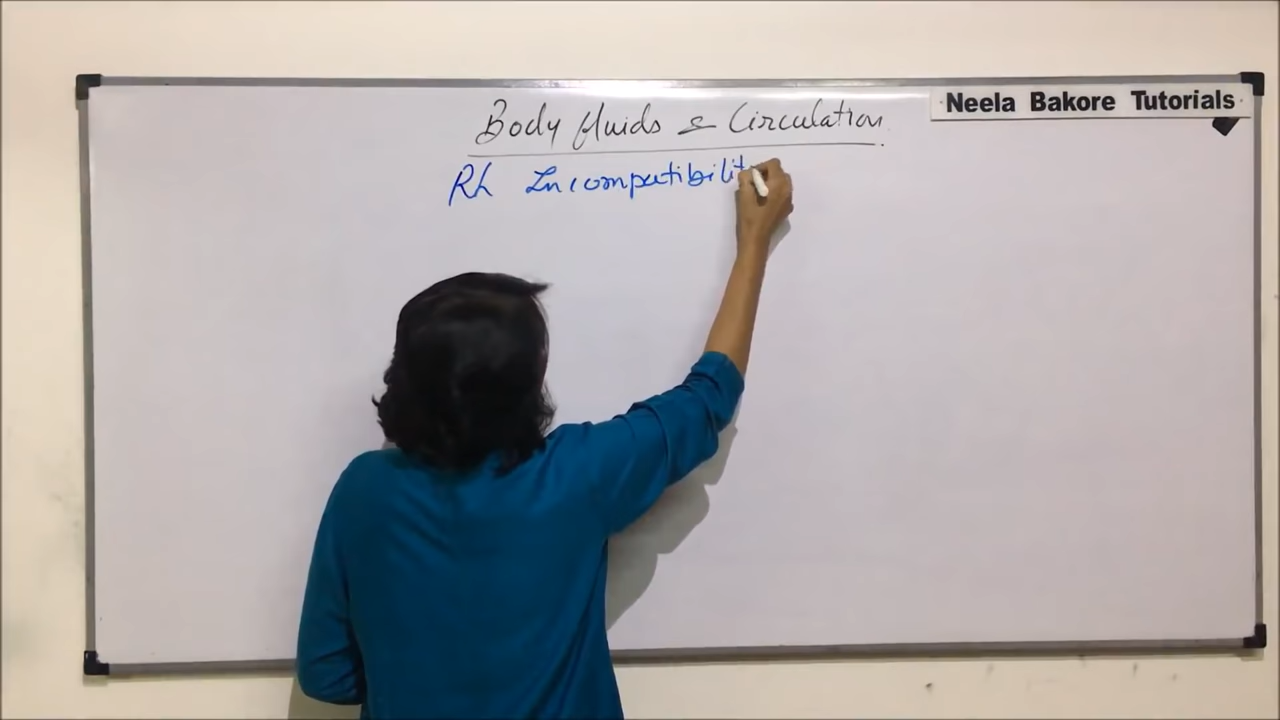 Body fluids & Circulation.
Neela Bakore Tutorials
Rh Incompatibilit